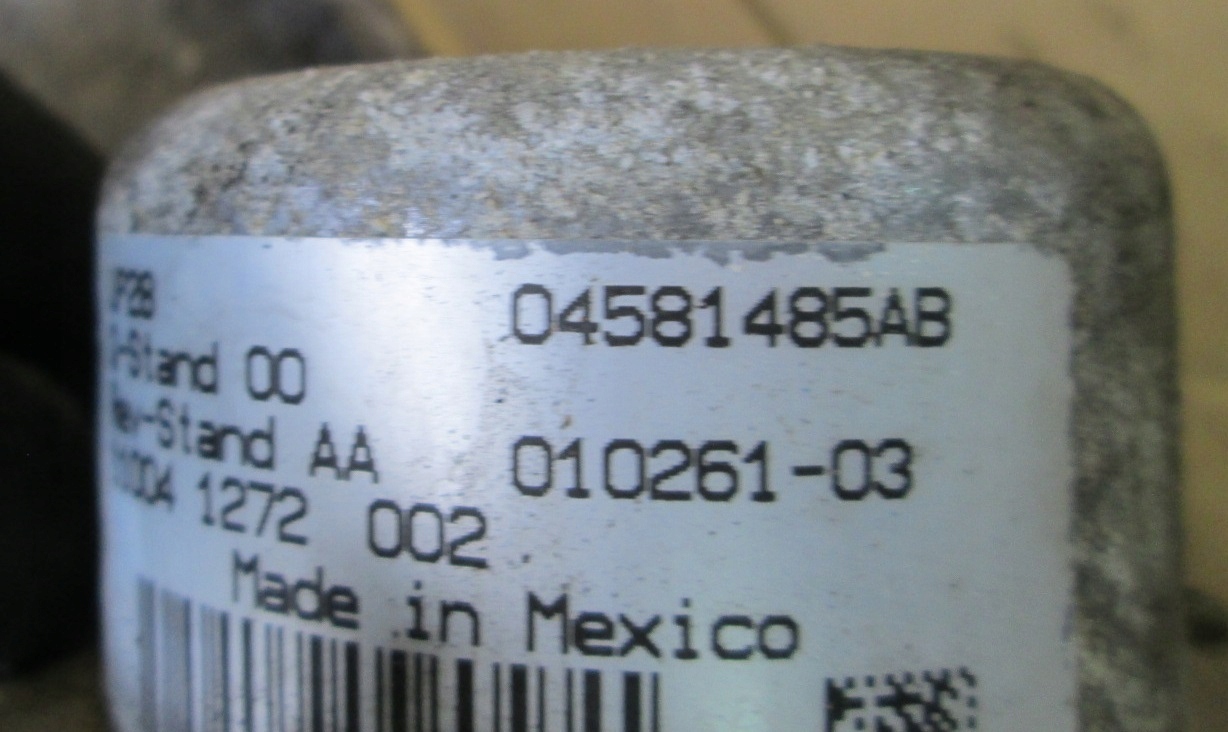 04581485AB
Stand 00
Stand AA
010261-03
1272 002
Made in Mexico